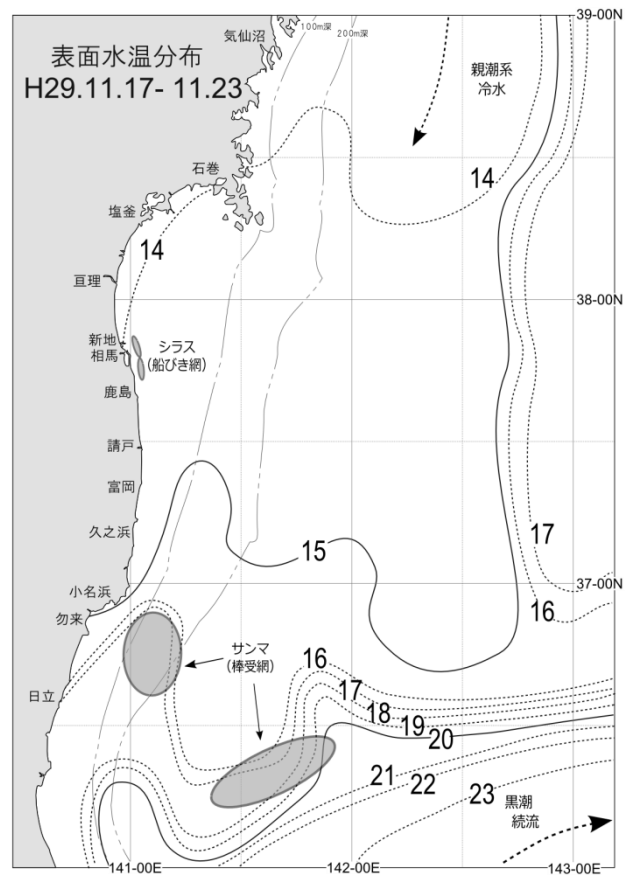 表面水温分布
H29.11.17- 11.23
100m深
200m深
39-00N
気仙沼
親潮系
冷水
石巻
14
塩釜
14
亘理
38-00N
新地
相馬
シラス
(船びき網)
鹿島
請戸
富岡
久之浜
15
17
37-00N
小名浜
16
勿来
サンマ
(棒受網)
16
17
18
19
20
日立
21
22
23
黒潮
続流
141-00E
142-00E
143-00E